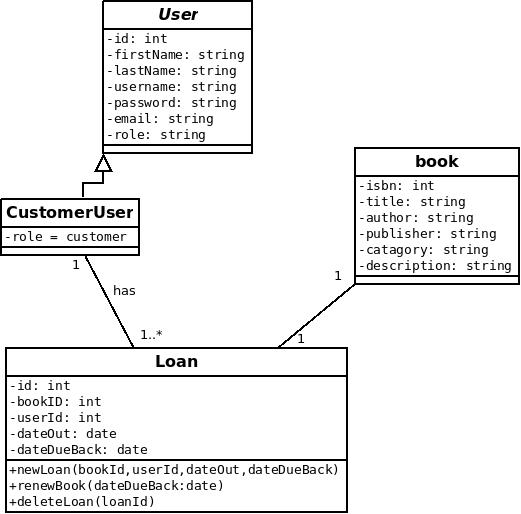 User
-id: int
-firstName: string
-lastName: string
-username: string
-password: string
-email: string
-role: string
book
-isbn: int
-title: string
-author: string
-publisher: string
-catagory: string
-description: string
CustomerUser
-role = customer
1
has
1..*
1
1
Loan
-id: int
-bookID: int
-userId: int
-dateOut: date
-dateDueBack: date
+newLoan(bookId,userId,dateOut,dateDueBack)
+renewBook(dateDueBack:date)
+deleteLoan(loanId)